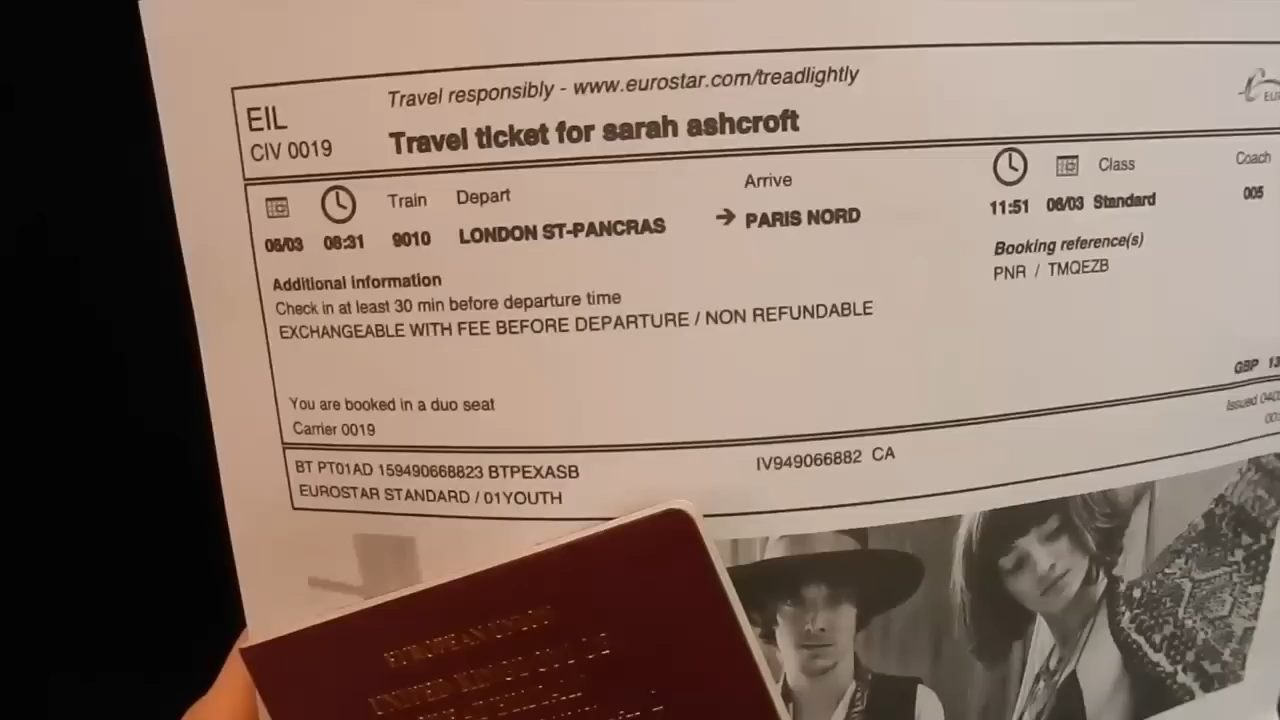 EIL
CIV 0019
Travel responsibly - www.eurostar.com/treadlightly
Travel ticket for sarah ashcroft
Train Depart Arrive Class Coach
06/03 08:31 9010 LONDON ST-PANCRAS → PARIS NORD 11:51 06/03 Standard 005
Booking reference(s)
PNR / TMQEZB
Additional Information
Check in at least 30 min before departure time
EXCHANGEABLE WITH FEE BEFORE DEPARTURE / NON REFUNDABLE
GBP
You are booked in a duo seat
Carrier 0019
Issued
BT PT01AD 159490668823 BTPEXASB
IV949066882 CA
EUROSTAR STANDARD / 01YOUTH
EUROPEAN UNION